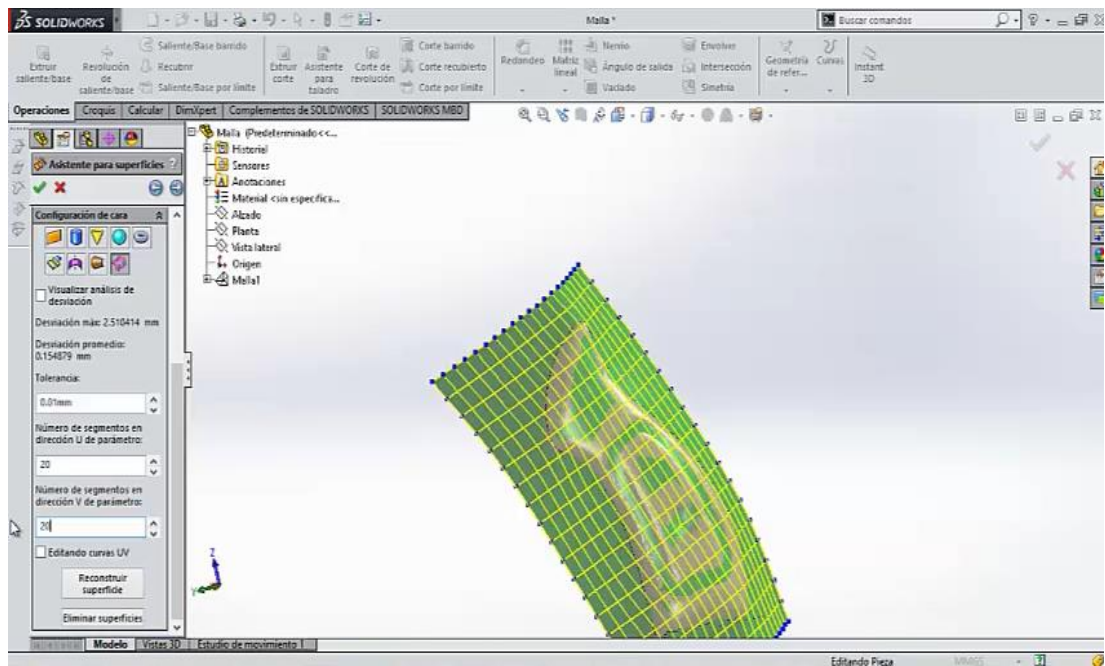 SOLIDWORKS
Malla *
Buscar comandos
Extruir saliente/base
Revolución de saliente/base
Saliente/Base barrido
Recubrir
Saliente/Base por límite
Extruir corte
Asistente para taladro
Corte de revolución
Corte barrido
Corte recubierto
Corte por límite
Redondeo
Matriz lineal
Nervio
Ángulo de salida
Vaciado
Envolver
Intersección
Simetría
Geometría de refer...
Curvas
Instant 3D
Operaciones
Croquis
Calcular
DimXpert
Complementos de SOLIDWORKS
SOLIDWORKS MBD
Malla (Predeterminado<<...
Historial
Sensores
Anotaciones
Material <sin especifica...
Alzado
Planta
Vista lateral
Origen
Malla1
Asistente para superficies
?
Configuración de cara
Visualizar análisis de
desviación
Desviación máx: 2.510414 mm
Desviación promedio:
0.154879 mm
Tolerancia:
0.01mm
Número de segmentos en
dirección U de parámetro:
20
Número de segmentos en
dirección V de parámetro:
20
Editando curvas UV
Reconstruir
superficie
Eliminar superficies
Z
Y
Modelo
Vistas 3D
Estudio de movimiento 1
Editando Pieza
MMGS